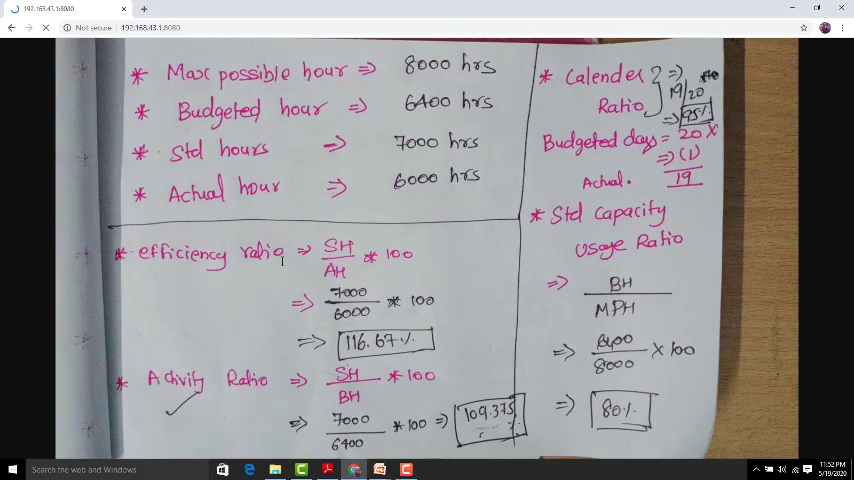 192.168.43.1:8080
Not secure | 192.168.43.1:8080
* Max possible hour => 8000 hrs
* Budgeted hour => 6400 hrs
* Std hours => 7000 hrs
* Actual hour => 6000 hrs
* efficiency ratio => SH/AH * 100
=> 7000/6000 * 100
=> 116.67%
* Activity Ratio => SH/BH * 100
=> 7000/6400 * 100 => 109.375%
* Calender Ratio } => 19/20
=> 95%
Budgeted days = 20 X
=> (1)
Actual. 19
* Std capacity
usage Ratio
=> BH/MPH
=> 6400/8000 X 100
=> 80%
Search the web and Windows
11:52 PM
5/19/2020